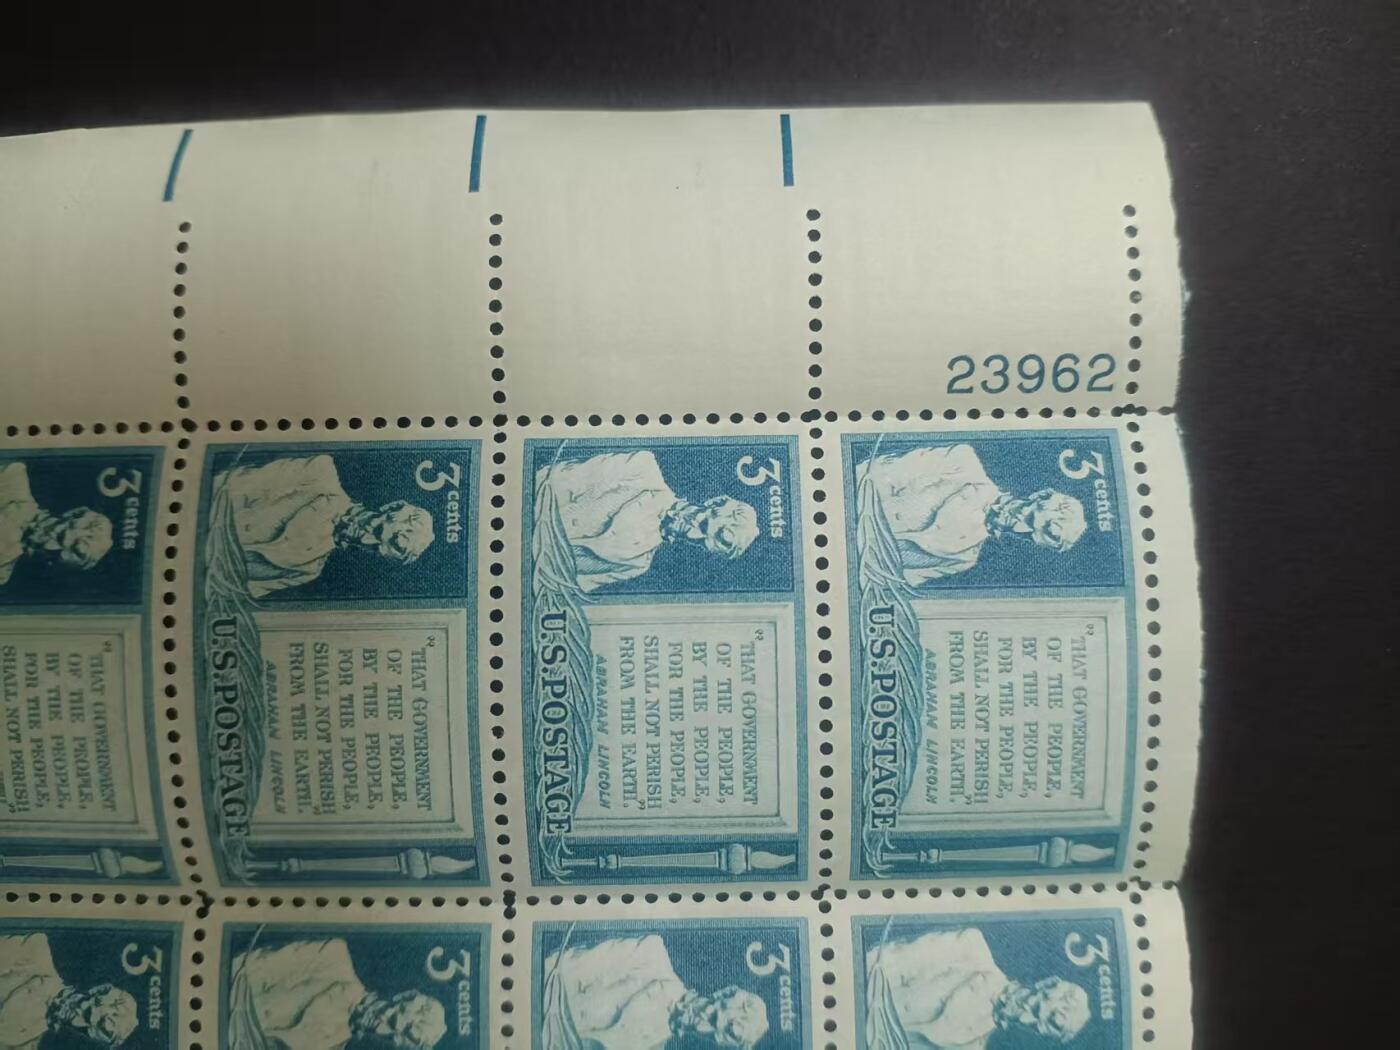 23962
3 cents
3 cents
3 cents
3 cents
THAT GOVERNMENT
OF THE PEOPLE,
BY THE PEOPLE,
FOR THE PEOPLE,
SHALL NOT PERISH
U.S. POSTAGE
“THAT GOVERNMENT
OF THE PEOPLE,
BY THE PEOPLE,
FOR THE PEOPLE,
SHALL NOT PERISH
FROM THE EARTH.”
ABRAHAM LINCOLN
U.S. POSTAGE
“THAT GOVERNMENT
OF THE PEOPLE,
BY THE PEOPLE,
FOR THE PEOPLE,
SHALL NOT PERISH
FROM THE EARTH.”
ABRAHAM LINCOLN
U.S. POSTAGE
“THAT GOVERNMENT
OF THE PEOPLE,
BY THE PEOPLE,
FOR THE PEOPLE,
SHALL NOT PERISH
FROM THE EARTH.”
ABRAHAM LINCOLN
3 cents
3 cents
3 cents
3 cents